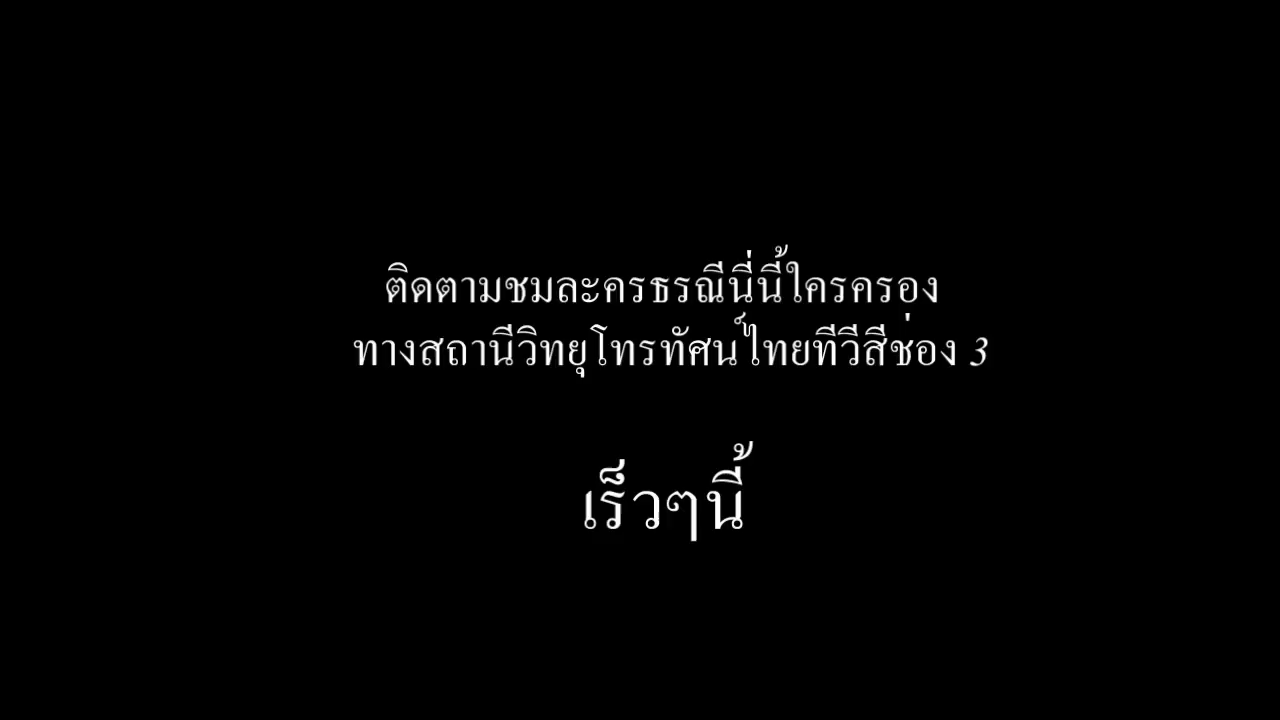 ติดตามชมละครธรณีนี่นี้ใครครอง
ทางสถานีวิทยุโทรทัศน์ไทยทีวีสีช่อง 3
เร็วๆนี้